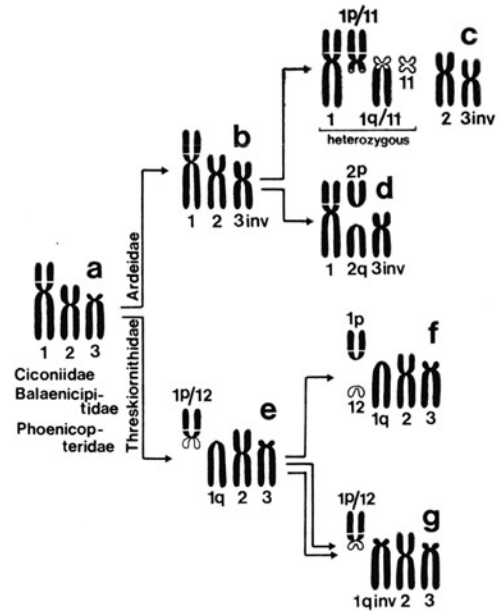 1p/11
c
11
1 1q/11
heterozygous
2 3inv
b
1 2 3inv
2p
d
1 2q 3inv
Ardeidae
a
1 2 3
Ciconiidae
Balaenicipi-
tidae
Phoenicop-
teridae
Threskiornithidae
1p/12
e
1q 2 3
1p
f
12
1q 2 3
1p/12
g
1q inv 2 3